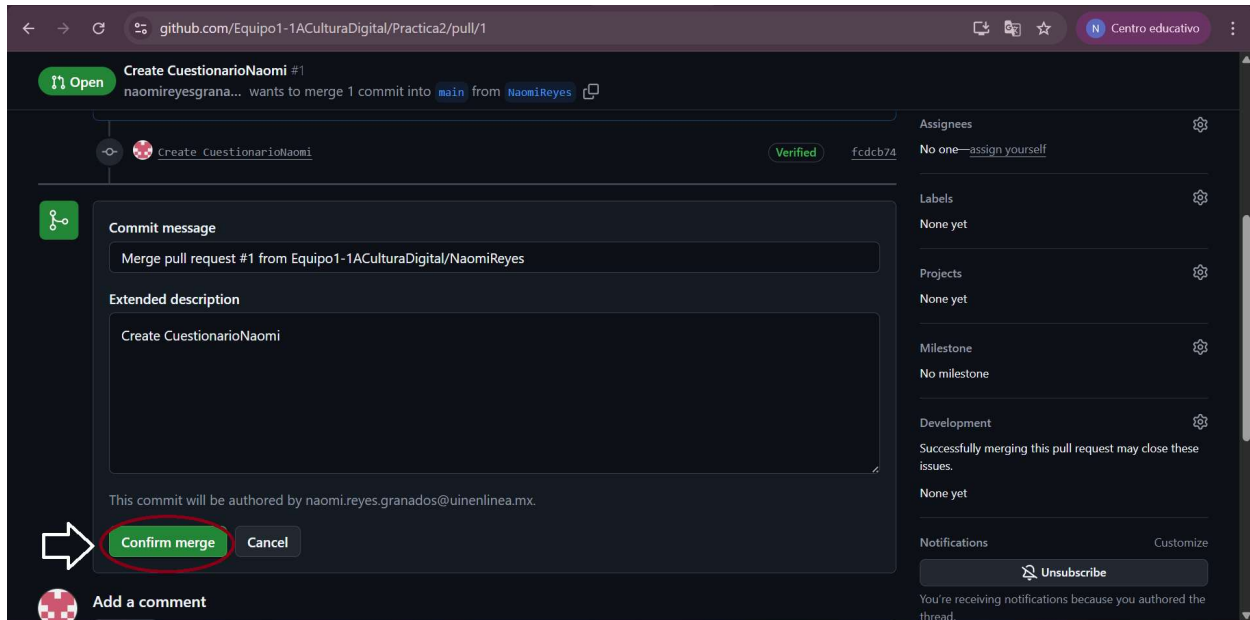 github.com/Equipo1-1ACulturaDigital/Practica2/pull/1
N Centro educativo
Open
Create CuestionarioNaomi #1
naomireyesgrana... wants to merge 1 commit into main from NaomiReyes
Create CuestionarioNaomi
Verified
fcdcb74
Commit message
Merge pull request #1 from Equipo1-1ACulturaDigital/NaomiReyes
Extended description
Create CuestionarioNaomi
This commit will be authored by naomi.reyes.granados@uinenlinea.mx.
Confirm merge
Cancel
Add a comment
Assignees
No one—assign yourself
Labels
None yet
Projects
None yet
Milestone
No milestone
Development
Successfully merging this pull request may close these
issues.
None yet
Notifications
Customize
Unsubscribe
You're receiving notifications because you authored the
thread.